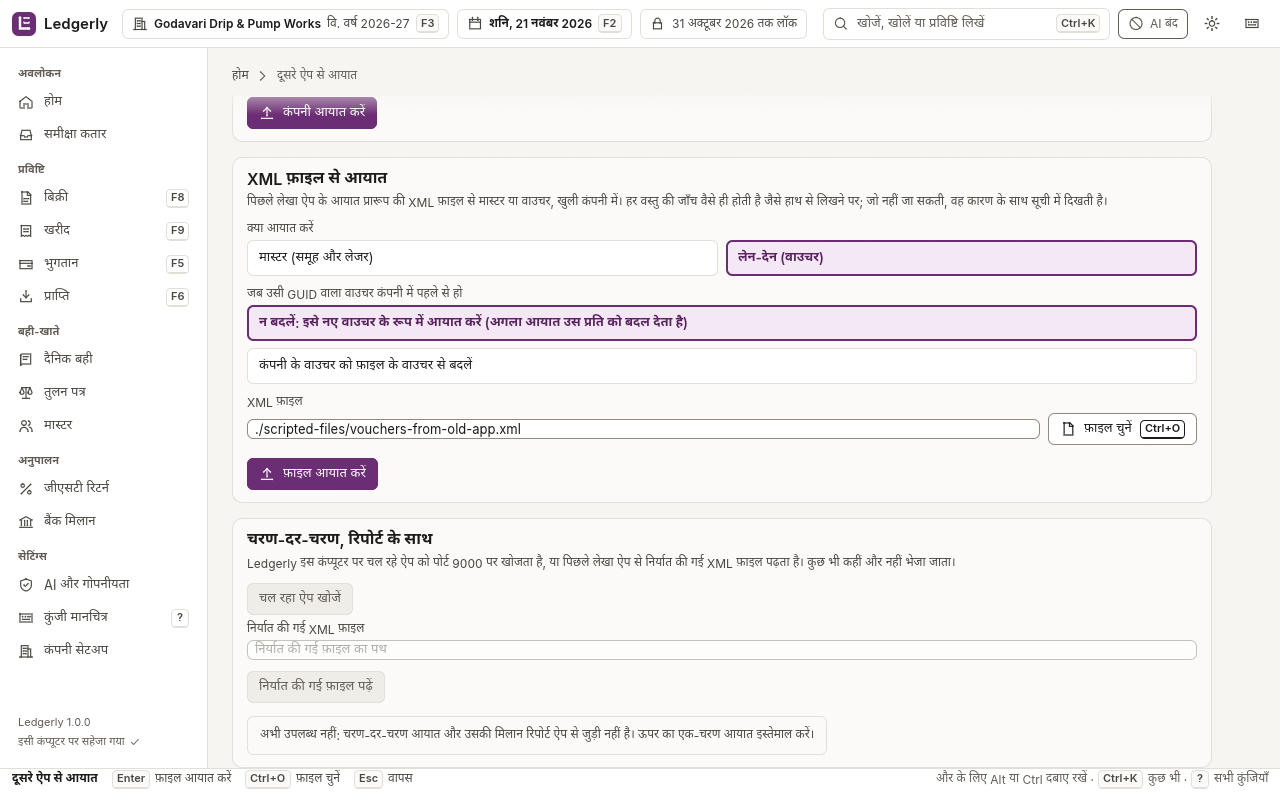 Ledgerly
Godavari Drip & Pump Works वि. वर्ष 2026-27 F3
शनि, 21 नवंबर 2026 F2
31 अक्टूबर 2026 तक लॉक
खोजें, खोलें या प्रविष्टि लिखें Ctrl+K
AI बंद
अवलोकन
होम
समीक्षा कतार
प्रविष्टि
बिक्री F8
खरीद F9
भुगतान F5
प्राप्ति F6
बही-खाते
दैनिक बही
तुलन पत्र
मास्टर
अनुपालन
जीएसटी रिटर्न
बैंक मिलान
सेटिंग्स
AI और गोपनीयता
कुंजी मानचित्र ?
कंपनी सेटअप
Ledgerly 1.0.0
इसी कंप्यूटर पर सहेजा गया
होम > दूसरे ऐप से आयात
कंपनी आयात करें
XML फ़ाइल से आयात
पिछले लेखा ऐप के आयात प्रारूप की XML फ़ाइल से मास्टर या वाउचर, खुली कंपनी में। हर वस्तु की जाँच वैसे ही होती है जैसे हाथ से लिखने पर; जो नहीं जा सकती, वह कारण के साथ सूची में दिखती है।
क्या आयात करें
मास्टर (समूह और लेजर)
लेन-देन (वाउचर)
जब उसी GUID वाला वाउचर कंपनी में पहले से हो
न बदलें: इसे नए वाउचर के रूप में आयात करें (अगला आयात उस प्रति को बदल देता है)
कंपनी के वाउचर को फ़ाइल के वाउचर से बदलें
XML फ़ाइल
./scripted-files/vouchers-from-old-app.xml
फ़ाइल चुनें Ctrl+O
फ़ाइल आयात करें
चरण-दर-चरण, रिपोर्ट के साथ
Ledgerly इस कंप्यूटर पर चल रहे ऐप को पोर्ट 9000 पर खोजता है, या पिछले लेखा ऐप से निर्यात की गई XML फ़ाइल पढ़ता है। कुछ भी कहीं और नहीं भेजा जाता।
चल रहा ऐप खोजें
निर्यात की गई XML फ़ाइल
निर्यात की गई फ़ाइल का पथ
निर्यात की गई फ़ाइल पढ़ें
अभी उपलब्ध नहीं: चरण-दर-चरण आयात और उसकी मिलान रिपोर्ट ऐप से जुड़ी नहीं है। ऊपर का एक-चरण आयात इस्तेमाल करें।
दूसरे ऐप से आयात Enter फ़ाइल आयात करें Ctrl+O फ़ाइल चुनें Esc वापस
और के लिए Alt या Ctrl दबाए रखें · Ctrl+K कुछ भी · ? सभी कुंजियाँ